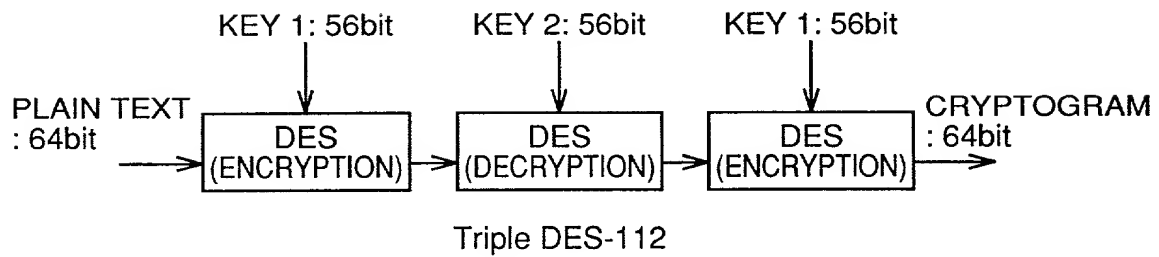 KEY 1: 56bit
KEY 2: 56bit
KEY 1: 56bit
PLAIN TEXT
: 64bit
DES
(ENCRYPTION)
DES
(DECRYPTION)
DES
(ENCRYPTION)
CRYPTOGRAM
: 64bit
Triple DES-112